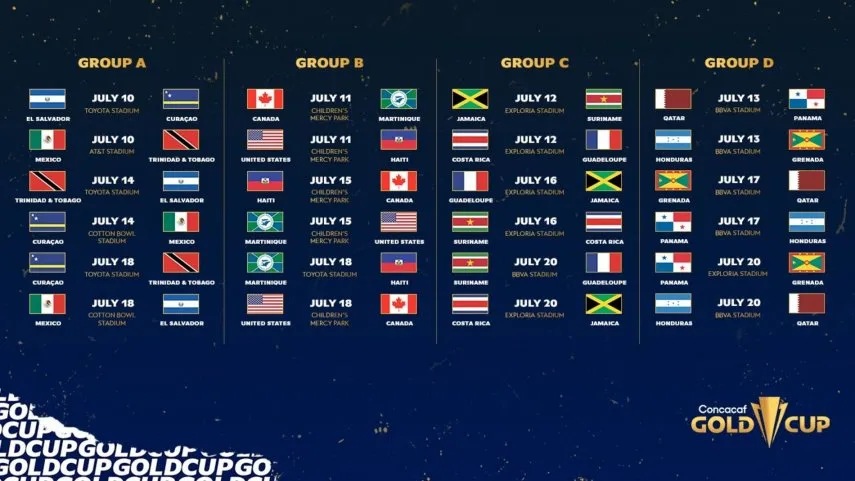 GROUP A
JULY 10
TOYOTA STADIUM
EL SALVADOR
CURAÇAO
JULY 10
AT&T STADIUM
MEXICO
TRINIDAD & TOBAGO
JULY 14
TOYOTA STADIUM
TRINIDAD & TOBAGO
EL SALVADOR
JULY 14
COTTON BOWL
STADIUM
CURAÇAO
MEXICO
JULY 18
TOYOTA STADIUM
CURAÇAO
TRINIDAD & TOBAGO
JULY 18
COTTON BOWL
STADIUM
MEXICO
EL SALVADOR
GROUP B
JULY 11
CHILDREN'S
MERCY PARK
CANADA
MARTINIQUE
JULY 11
CHILDREN'S
MERCY PARK
UNITED STATES
HAITI
JULY 15
CHILDREN'S
MERCY PARK
HAITI
CANADA
JULY 15
CHILDREN'S
MERCY PARK
MARTINIQUE
UNITED STATES
JULY 18
TOYOTA STADIUM
MARTINIQUE
HAITI
JULY 18
CHILDREN'S
MERCY PARK
UNITED STATES
CANADA
GROUP C
JULY 12
EXPLORIA STADIUM
JAMAICA
SURINAME
JULY 12
EXPLORIA STADIUM
COSTA RICA
GUADELOUPE
JULY 16
EXPLORIA STADIUM
GUADELOUPE
JAMAICA
JULY 16
EXPLORIA STADIUM
SURINAME
COSTA RICA
JULY 20
BBVA STADIUM
SURINAME
GUADELOUPE
JULY 20
EXPLORIA STADIUM
COSTA RICA
JAMAICA
GROUP D
JULY 13
BBVA STADIUM
QATAR
PANAMA
JULY 13
BBVA STADIUM
HONDURAS
GRENADA
JULY 17
BBVA STADIUM
GRENADA
QATAR
JULY 17
BBVA STADIUM
PANAMA
HONDURAS
JULY 20
EXPLORIA STADIUM
PANAMA
GRENADA
JULY 20
BBVA STADIUM
HONDURAS
QATAR
Concacaf
GOLD CUP
GOL
GOLD
CUPGO
LDCUPGOLDCUPGOL
GOLDCUPGOLDCUPGO